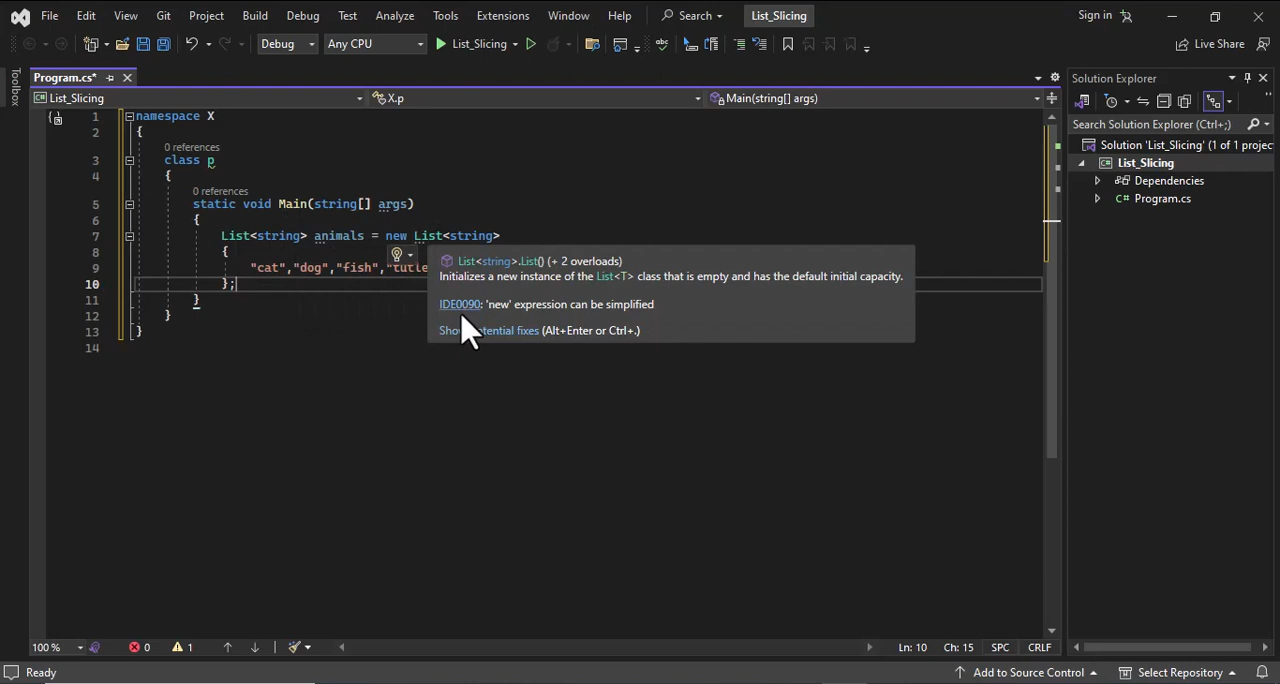 File Edit View Git Project Build Debug Test Analyze Tools Extensions Window Help Search List_Slicing Sign in
Debug Any CPU List_Slicing Live Share
Toolbox
Program.cs*
List_Slicing X.p Main(string[] args)
1 namespace X
2 {
0 references
3 class p
4 {
0 references
5 static void Main(string[] args)
6 {
7 List<string> animals = new List<string>
8 {
9 "cat","dog","fish","tutle
10 };
11 }
12 }
13 }
14
List<string>.List() (+ 2 overloads)
Initializes a new instance of the List<T> class that is empty and has the default initial capacity.
IDE0090: 'new' expression can be simplified
Show potential fixes (Alt+Enter or Ctrl+.)
Solution Explorer
Search Solution Explorer (Ctrl+;)
Solution 'List_Slicing' (1 of 1 project
List_Slicing
Dependencies
C# Program.cs
100 % 0 1 Ln: 10 Ch: 15 SPC CRLF
Ready Add to Source Control Select Repository